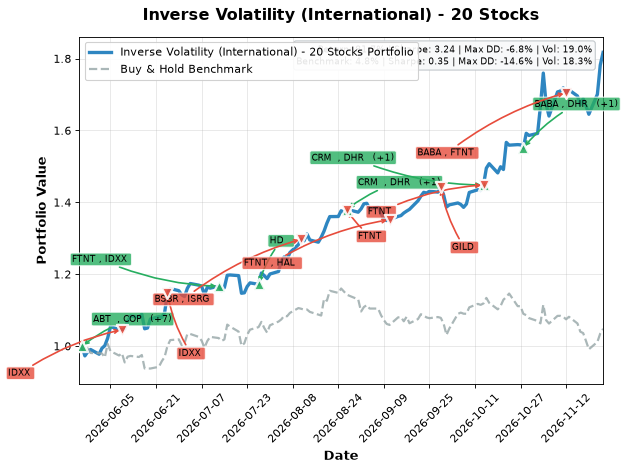 Inverse Volatility (International) - 20 Stocks
Inverse Volatility (International) - 20 Stocks Portfolio
Buy & Hold Benchmark
pe: 3.24 | Max DD: -6.8% | Vol: 19.0%
Benchmark: 4.8% | Sharpe: 0.35 | Max DD: -14.6% | Vol: 18.3%
1.8
1.6
1.4
1.2
1.0
Portfolio Value
BABA , DHR (+1)
BABA , FTNT
CRM , DHR (+1)
CRM , DHR (+1)
FTNT
FTNT
HD
GILD
FTNT , IDXX
FTNT , HAL
ISRG
ABT , COP (+7)
IDXX
IDXX
2026-06-05
2026-06-21
2026-07-07
2026-07-23
2026-08-08
2026-08-24
2026-09-09
2026-09-25
2026-10-11
2026-10-27
2026-11-12
Date